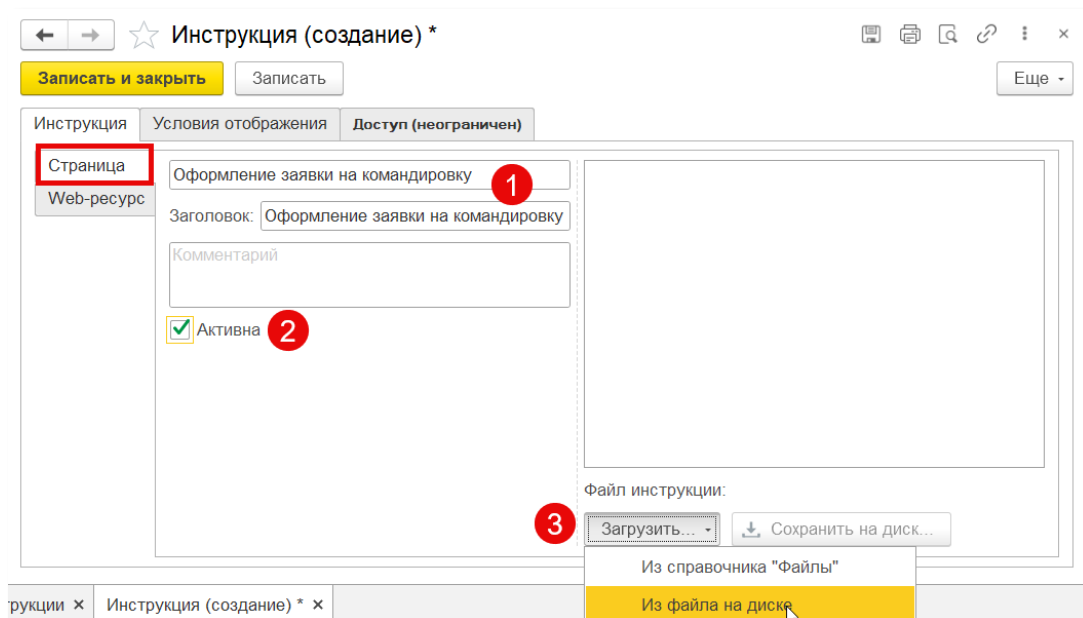 Инструкция (создание) *
Записать и закрыть Записать Еще
Инструкция Условия отображения Доступ (неограничен)
Страница
Web-ресурс
Оформление заявки на командировку 1
Заголовок: Оформление заявки на командировку
Комментарий
Активна 2
Файл инструкции:
3 Загрузить... Сохранить на диск...
Из справочника "Файлы"
Из файла на диске
трукции × Инструкция (создание) * ×